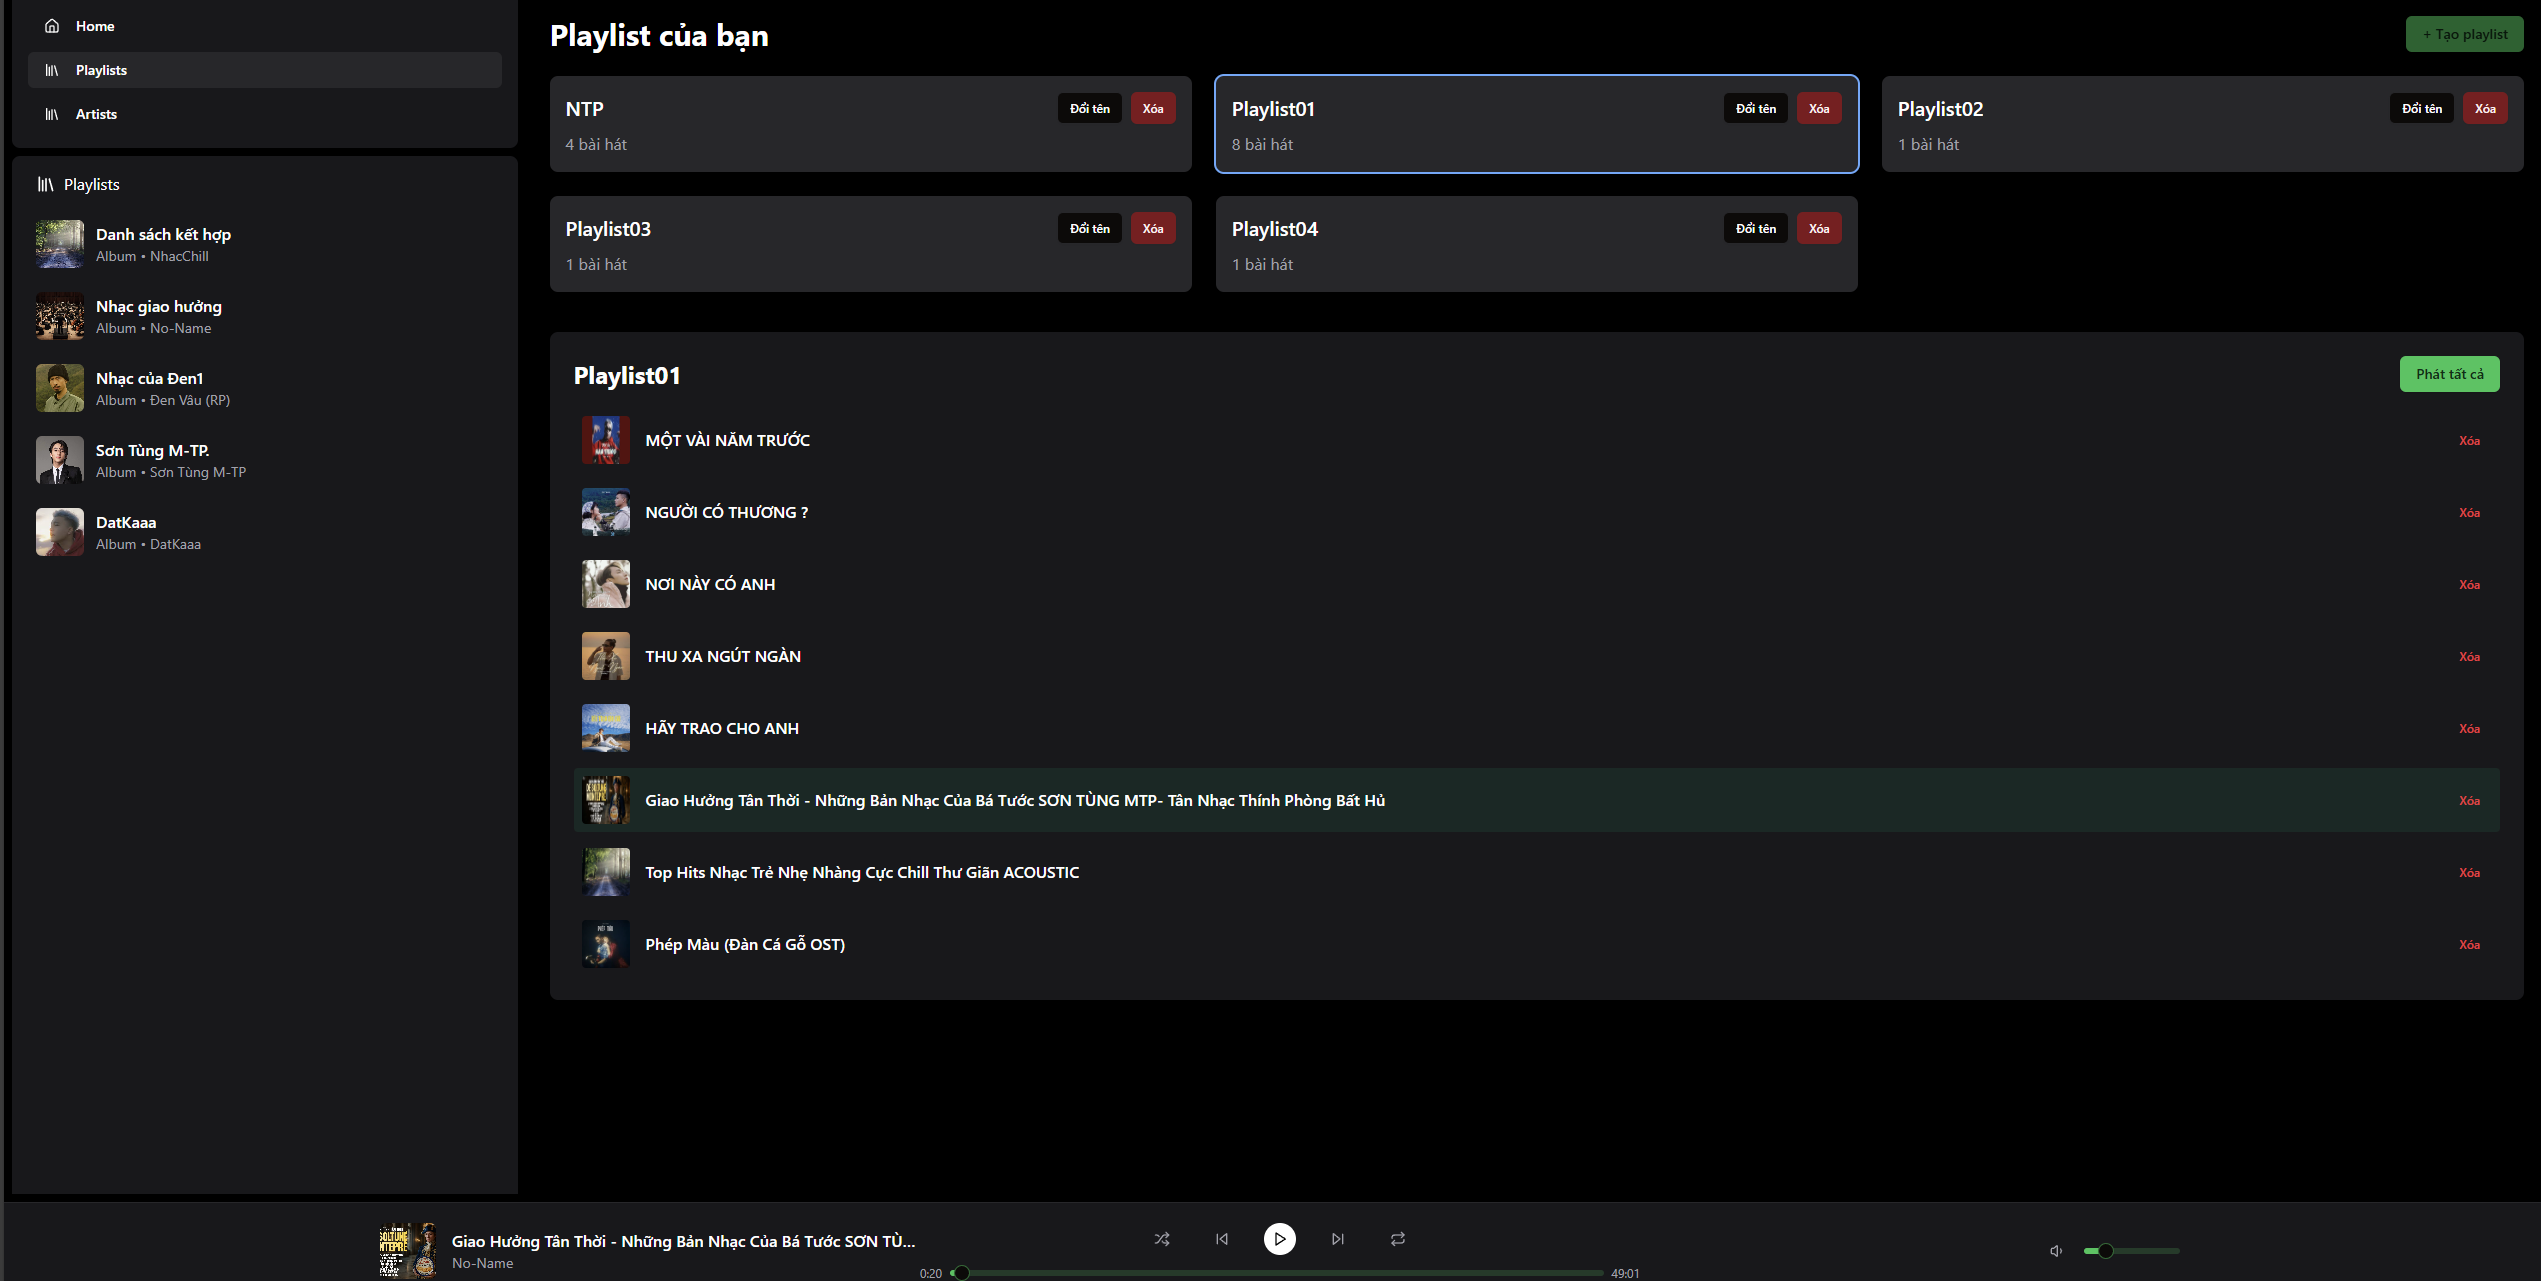 Home
Playlists
Artists
Playlists
Danh sách kết hợp
Album • NhacChill
Nhạc giao hưởng
Album • No-Name
Nhạc của Đen1
Album • Đen Vâu (RP)
Sơn Tùng M-TP.
Album • Sơn Tùng M-TP
DatKaaa
Album • DatKaaa
Playlist của bạn
+ Tạo playlist
NTP
Đổi tên
Xóa
4 bài hát
Playlist01
Đổi tên
Xóa
8 bài hát
Playlist02
Đổi tên
Xóa
1 bài hát
Playlist03
Đổi tên
Xóa
1 bài hát
Playlist04
Đổi tên
Xóa
1 bài hát
Playlist01
Phát tất cả
MỘT VÀI NĂM TRƯỚC
Xóa
NGƯỜI CÓ THƯƠNG ?
Xóa
NƠI NÀY CÓ ANH
Xóa
THU XA NGÚT NGÀN
Xóa
HÃY TRAO CHO ANH
Xóa
Giao Hưởng Tân Thời - Những Bản Nhạc Của Bá Tước SƠN TÙNG MTP- Tân Nhạc Thính Phòng Bất Hủ
Xóa
Top Hits Nhạc Trẻ Nhẹ Nhàng Cực Chill Thư Giãn ACOUSTIC
Xóa
Phép Màu (Đàn Cá Gỗ OST)
Xóa
Giao Hưởng Tân Thời - Những Bản Nhạc Của Bá Tước SƠN TÙ...
No-Name
0:20
49:01